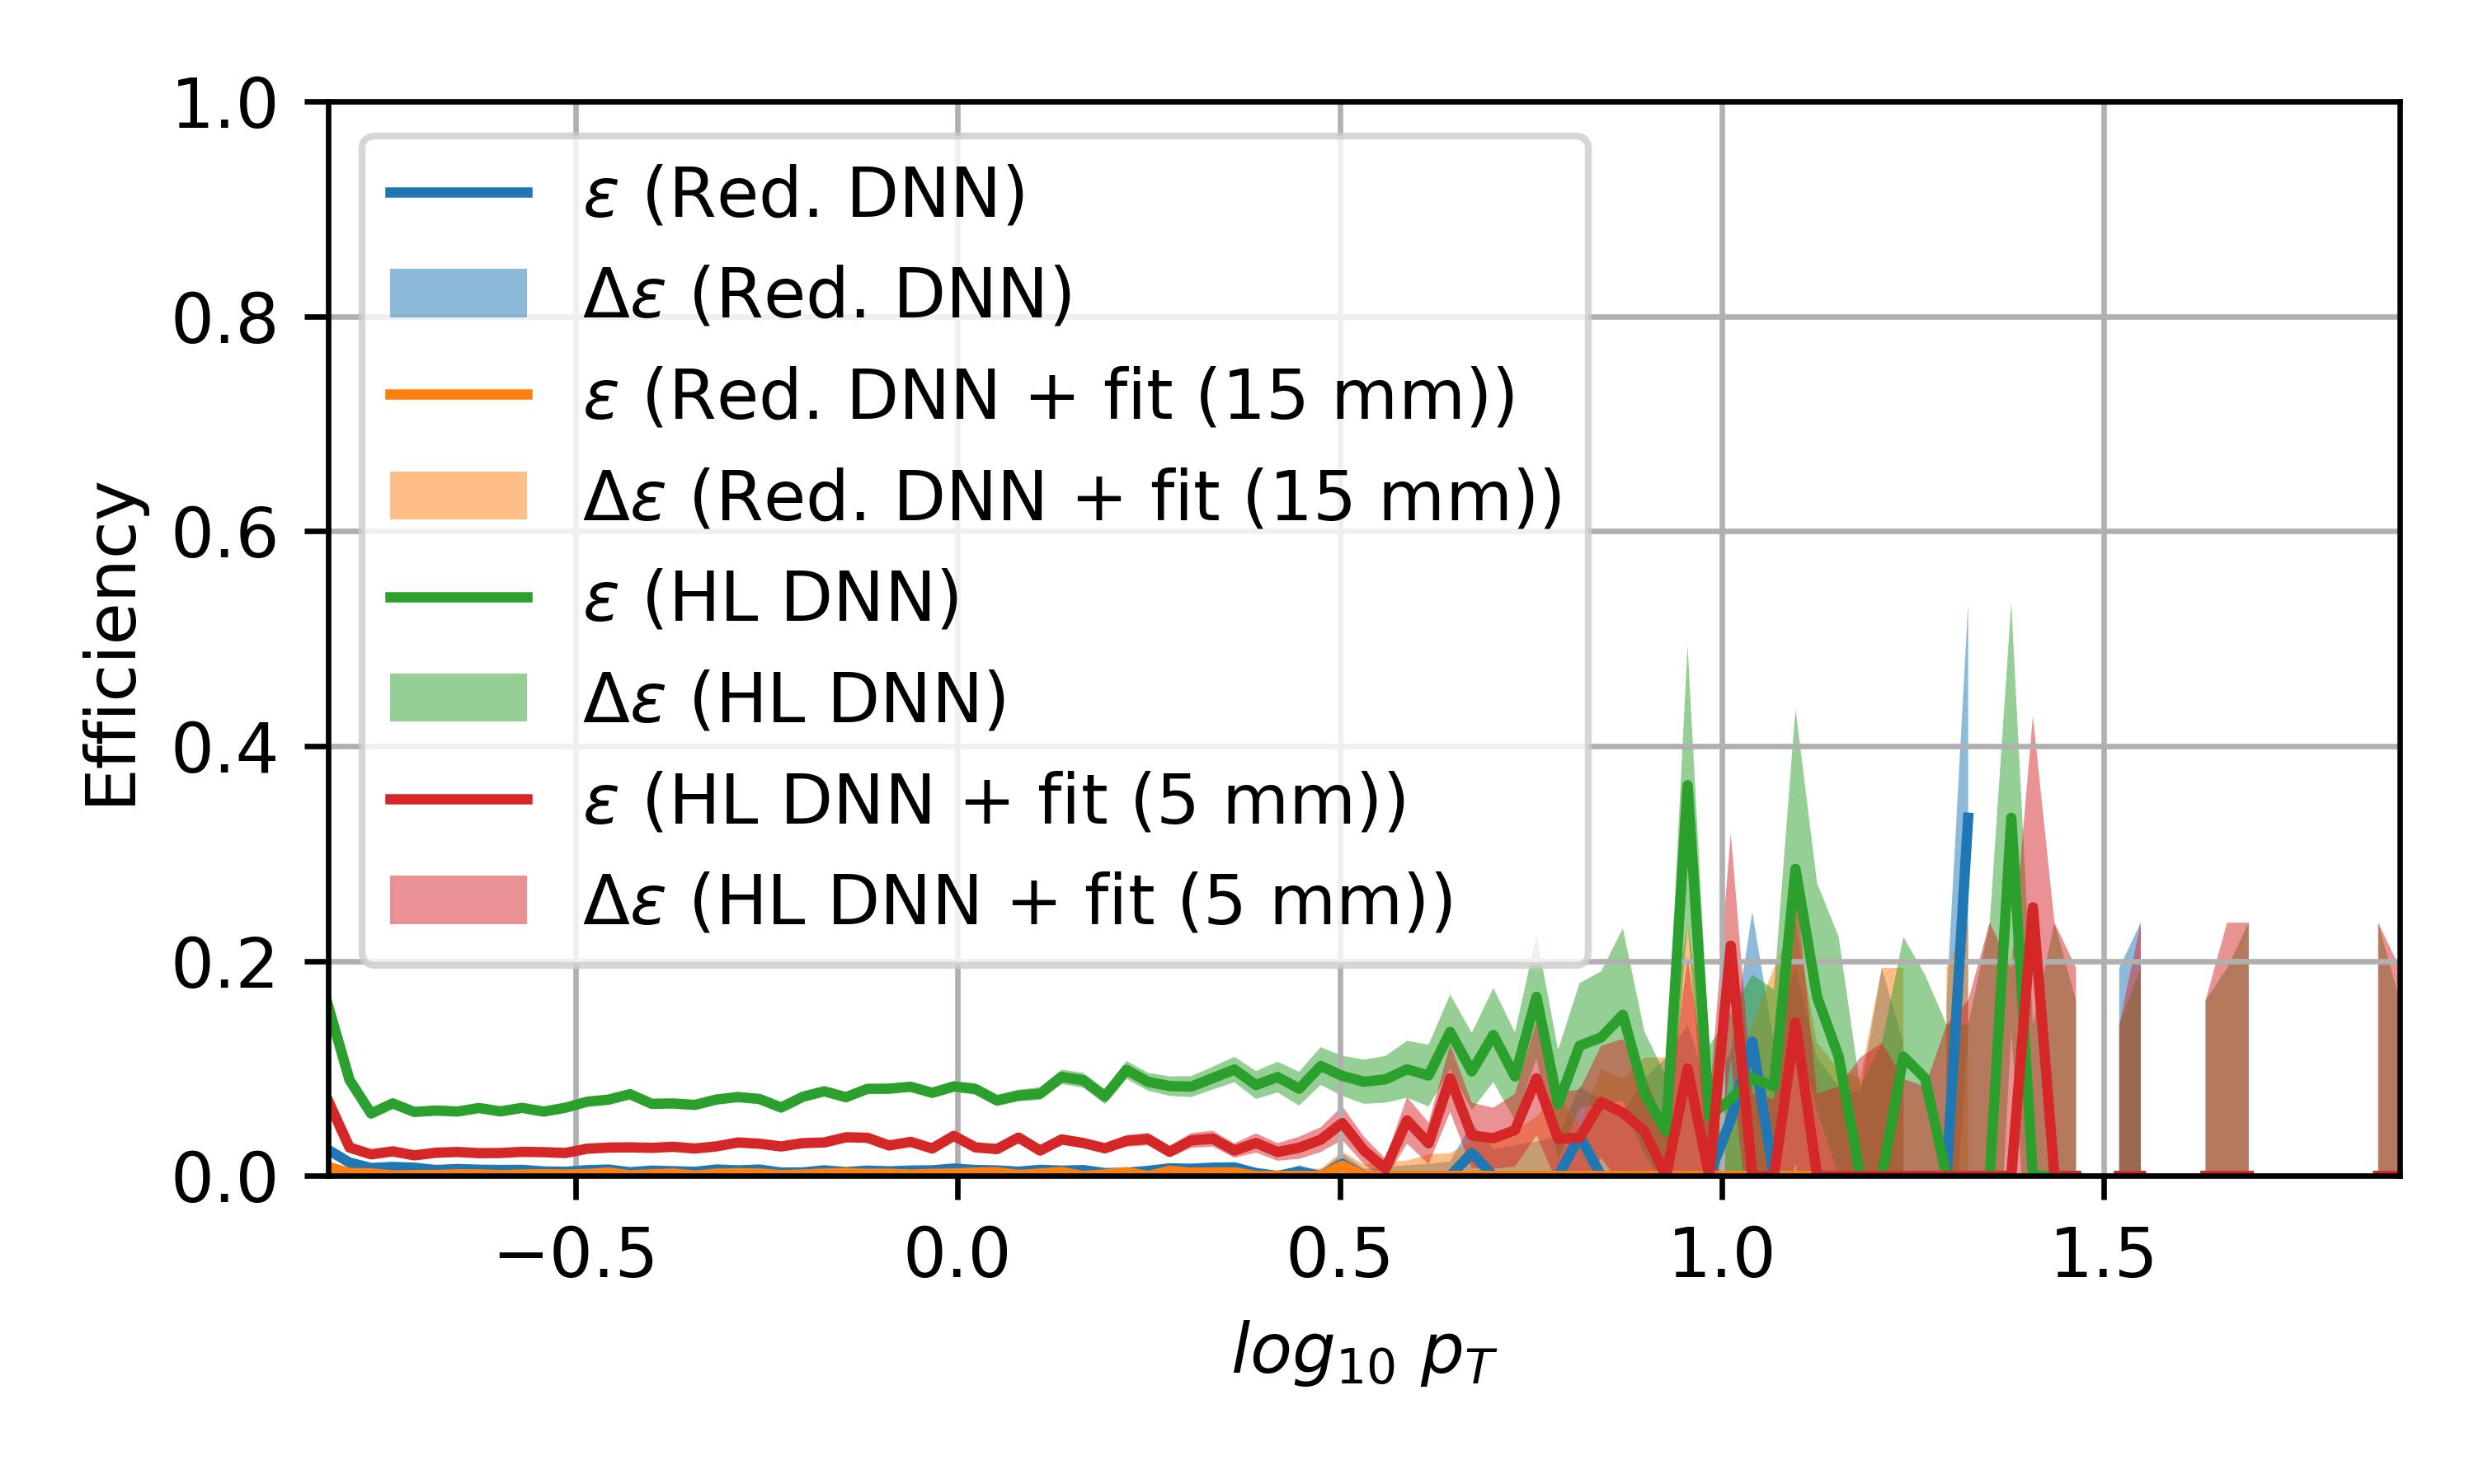 1.0
0.8
0.6
0.4
0.2
0.0
Efficiency
ε (Red. DNN)
Δε (Red. DNN)
ε (Red. DNN + fit (15 mm))
Δε (Red. DNN + fit (15 mm))
ε (HL DNN)
Δε (HL DNN)
ε (HL DNN + fit (5 mm))
Δε (HL DNN + fit (5 mm))
−0.5 0.0 0.5 1.0 1.5
log₁₀ p_T